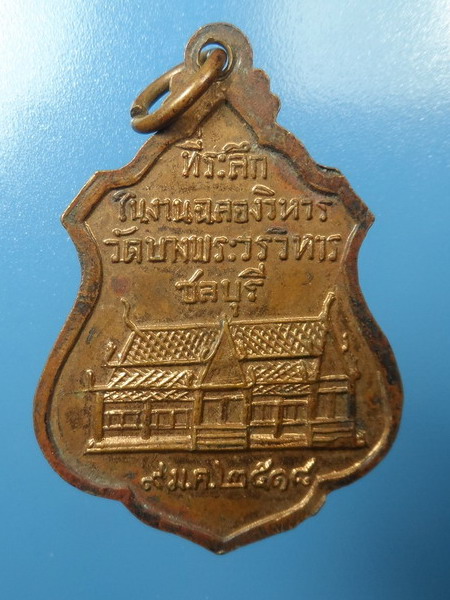 ที่ระลึก
ในงานฉลองวิหาร
วัดบางพระวรวิหาร
ชลบุรี
๙ ม.ค. ๒๕๑๘